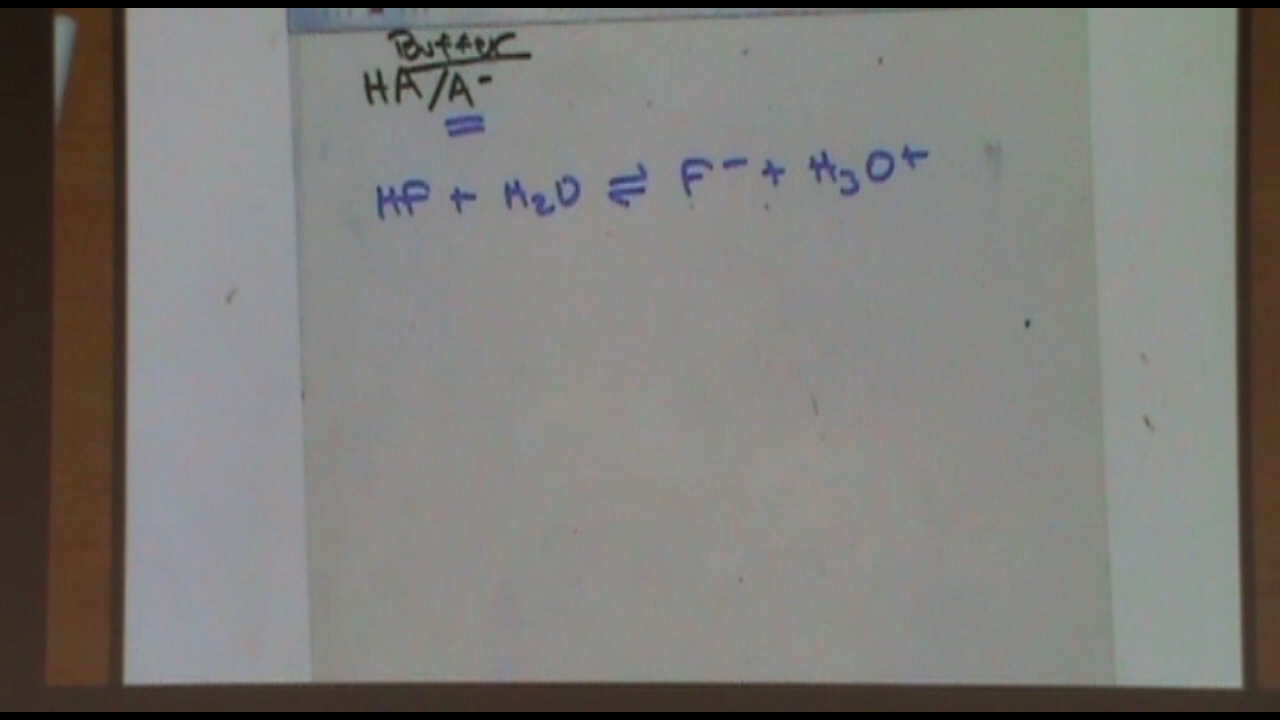 Buffer
HA/A-
HF + H2O ⇌ F- + H3O+